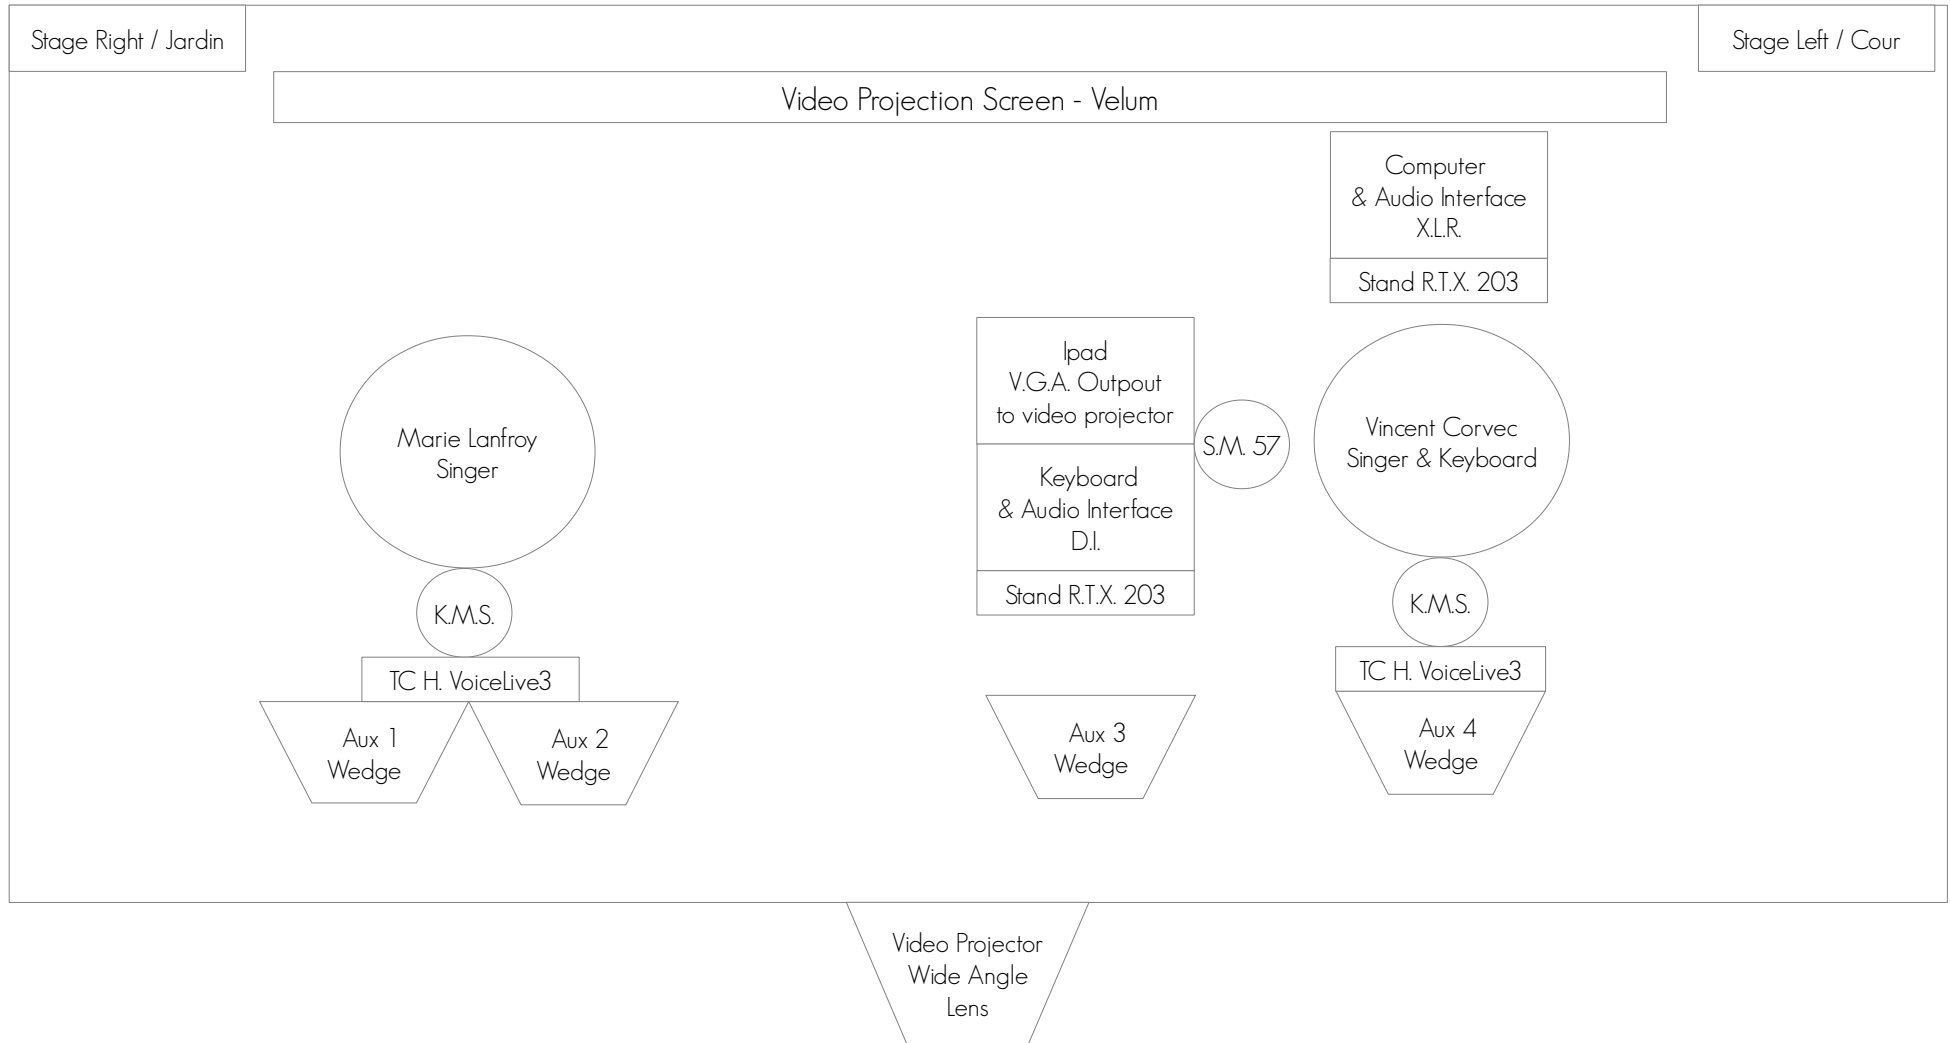 Stage Right / Jardin
Stage Left / Cour
Video Projection Screen - Velum
Computer
& Audio Interface
X.L.R.
Stand R.T.X. 203
Ipad
V.G.A. Outpout
to video projector
S.M. 57
Keyboard
& Audio Interface
D.I.
Stand R.T.X. 203
Marie Lanfroy
Singer
Vincent Corvec
Singer & Keyboard
K.M.S.
K.M.S.
TC H. VoiceLive3
TC H. VoiceLive3
Aux 1
Wedge
Aux 2
Wedge
Aux 3
Wedge
Aux 4
Wedge
Video Projector
Wide Angle
Lens